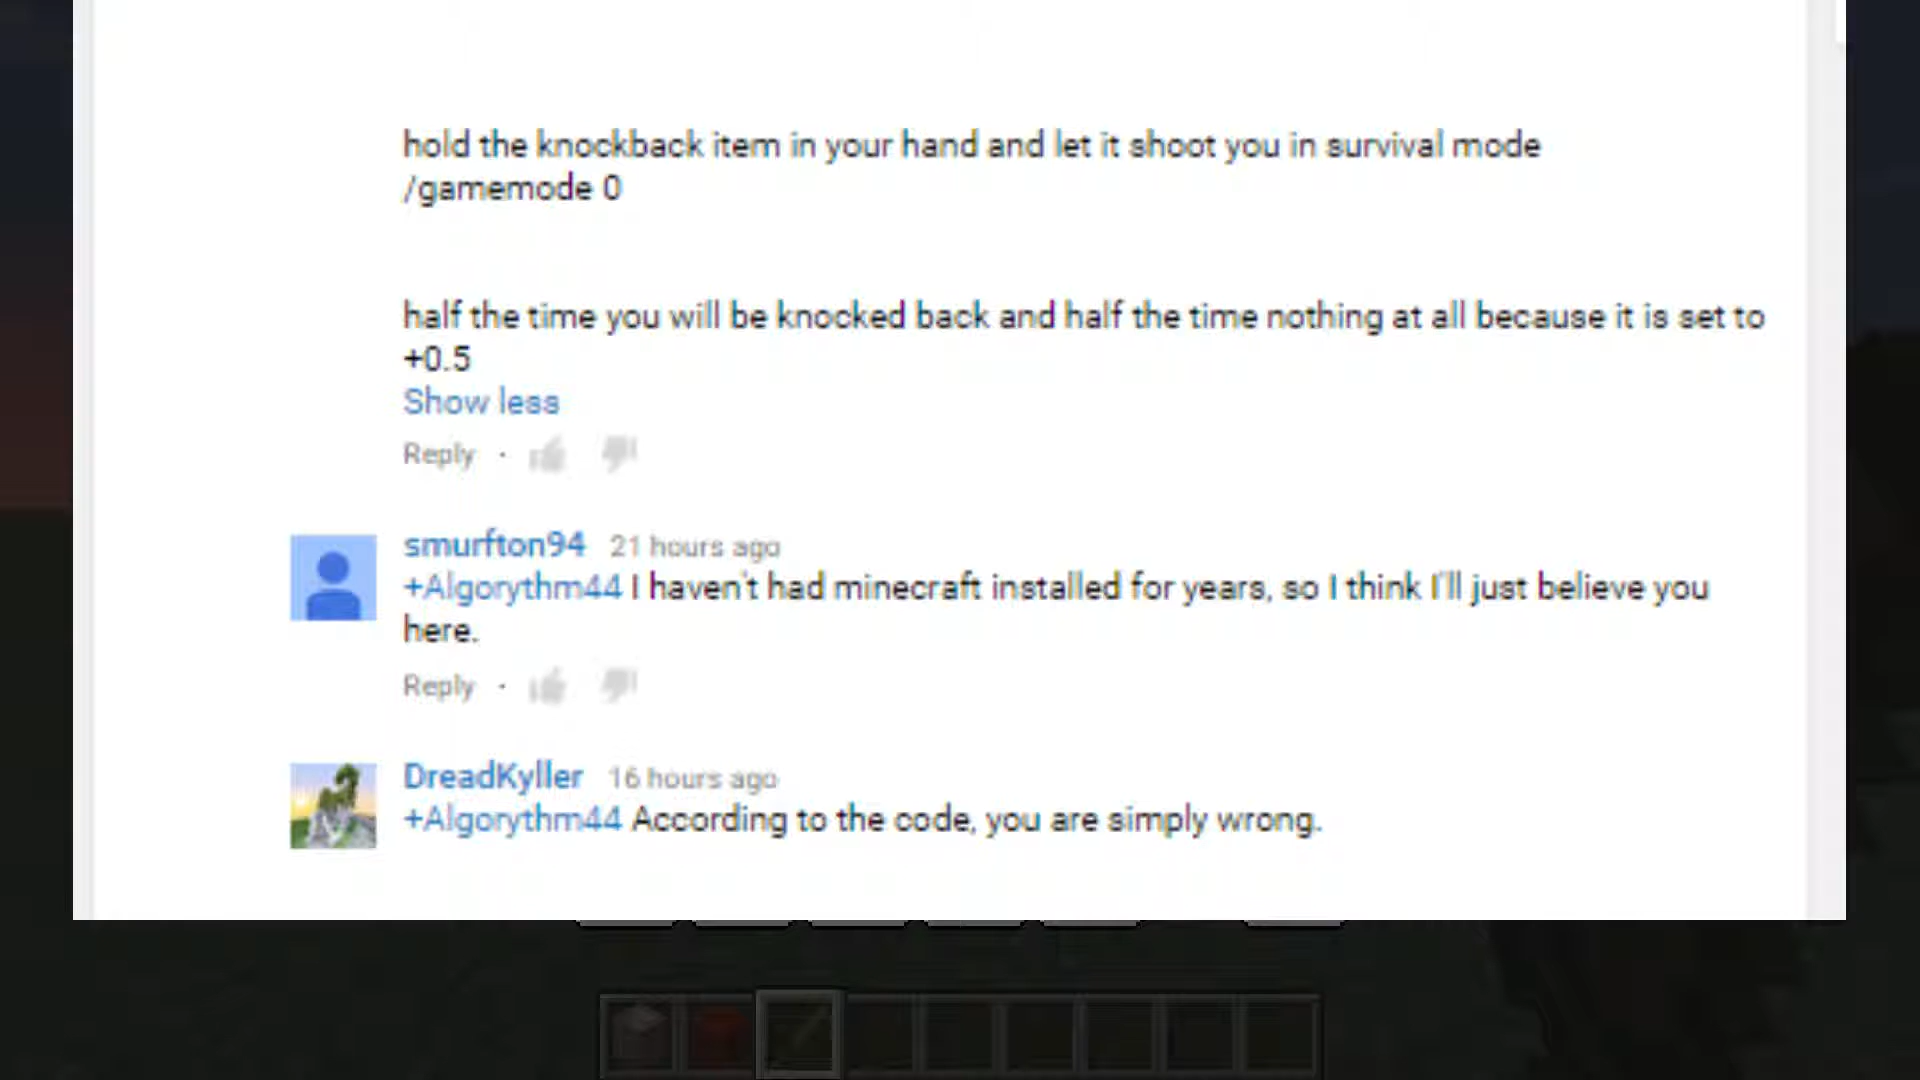 hold the knockback item in your hand and let it shoot you in survival mode
/gamemode 0
half the time you will be knocked back and half the time nothing at all because it is set to
+0.5
Show less
Reply ·
smurfton94 21 hours ago
+Algorythm44 I haven't had minecraft installed for years, so I think I'll just believe you
here.
Reply ·
DreadKyller 16 hours ago
+Algorythm44 According to the code, you are simply wrong.